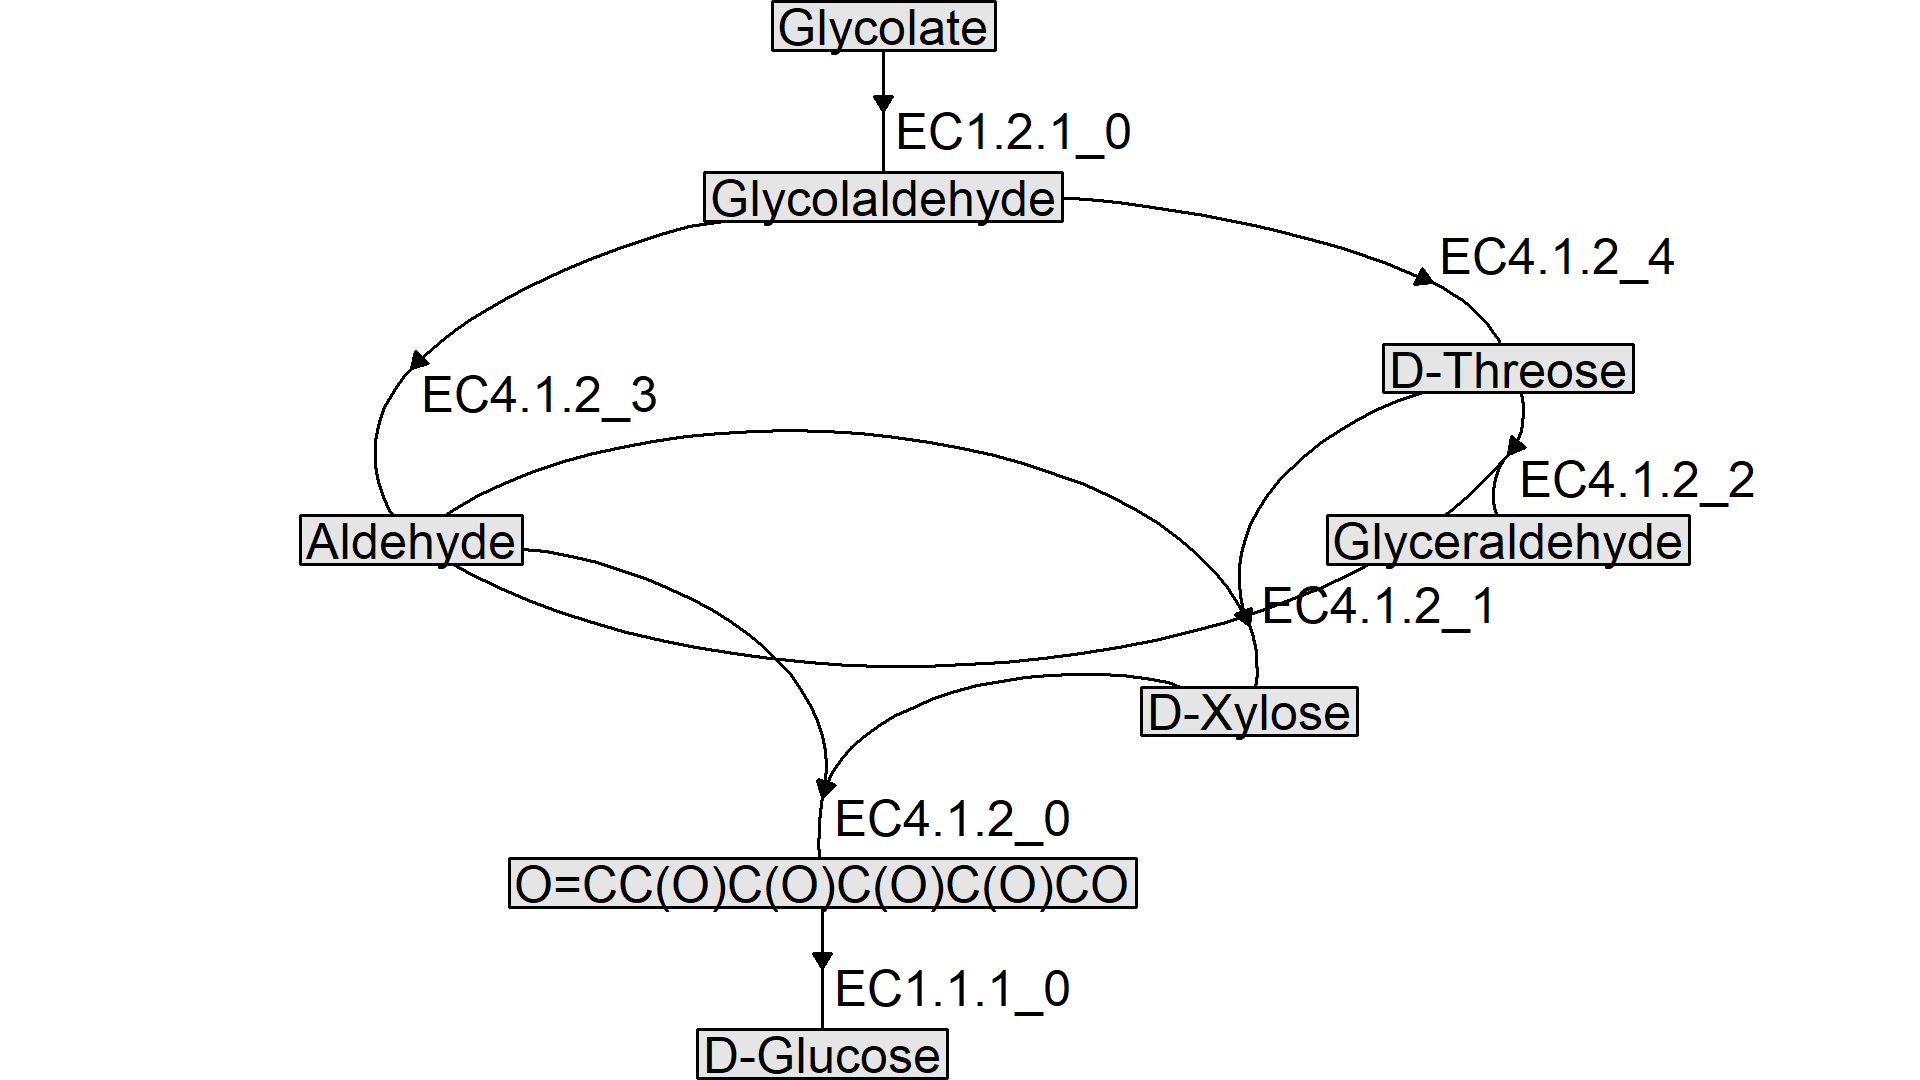 Glycolate
EC1.2.1_0
Glycolaldehyde
EC4.1.2_4
D-Threose
EC4.1.2_3
EC4.1.2_2
Aldehyde
Glyceraldehyde
EC4.1.2_1
D-Xylose
EC4.1.2_0
O=CC(O)C(O)C(O)C(O)CO
EC1.1.1_0
D-Glucose